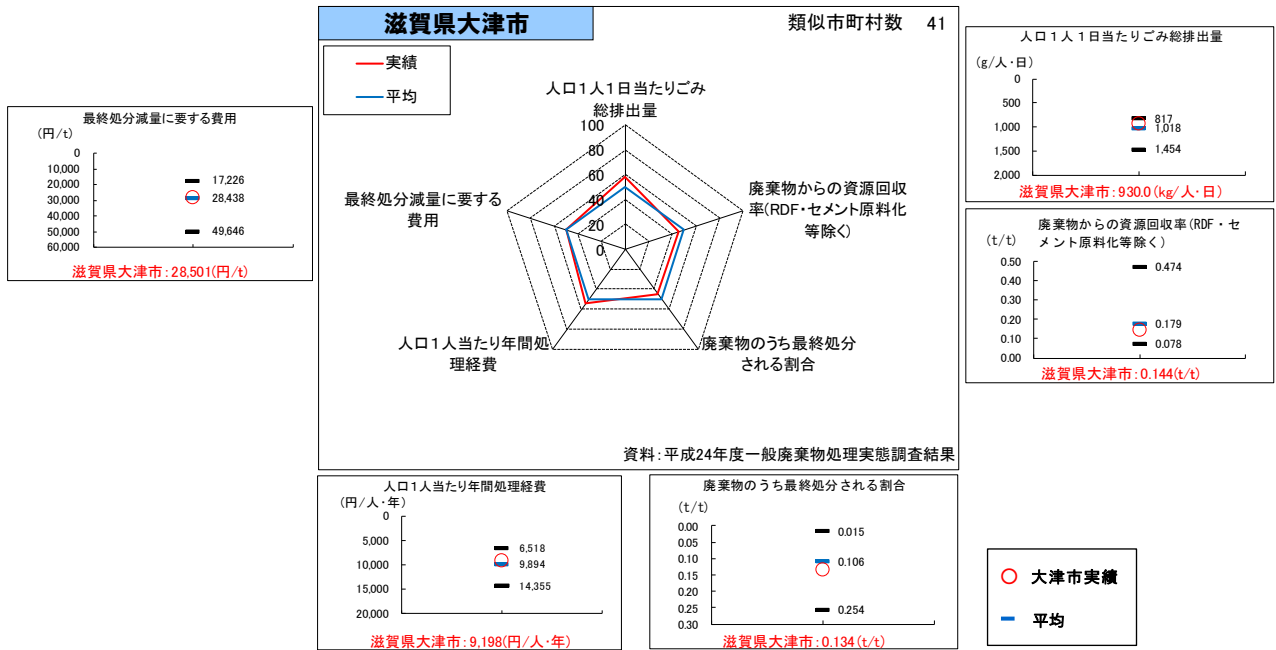 滋賀県大津市
類似市町村数 41
実績
平均
人口1人1日当たりごみ
総排出量
廃棄物からの資源回収
率(RDF・セメント原料化
等除く)
廃棄物のうち最終処分
される割合
人口1人当たり年間処
理経費
最終処分減量に要する
費用
100
80
60
40
20
0
資料:平成24年度一般廃棄物処理実態調査結果
最終処分減量に要する費用
(円/t)
0
10,000
20,000
30,000
40,000
50,000
60,000
17,226
28,438
49,646
滋賀県大津市:28,501(円/t)
人口1人1日当たりごみ総排出量
(g/人・日)
0
500
1,000
1,500
2,000
817
1,018
1,454
滋賀県大津市:930.0(kg/人・日)
廃棄物からの資源回収率(RDF・セ
メント原料化等除く)
(t/t)
0.50
0.40
0.30
0.20
0.10
0.00
0.474
0.179
0.078
滋賀県大津市:0.144(t/t)
人口1人当たり年間処理経費
(円/人・年)
0
5,000
10,000
15,000
20,000
6,518
9,894
14,355
滋賀県大津市:9,198(円/人・年)
廃棄物のうち最終処分される割合
(t/t)
0.00
0.05
0.10
0.15
0.20
0.25
0.30
0.015
0.106
0.254
滋賀県大津市:0.134(t/t)
大津市実績
平均